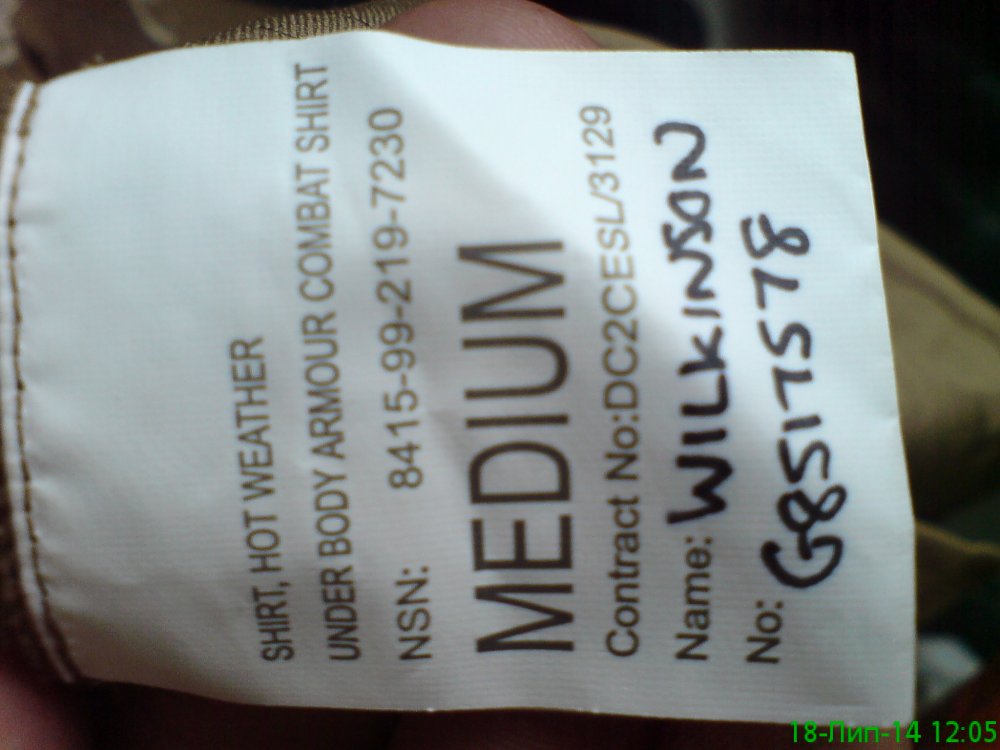 SHIRT, HOT WEATHER
UNDER BODY ARMOUR COMBAT SHIRT
NSN: 8415-99-219-7230
MEDIUM
Contract No:DC2CESL/3129
Name: WILKINSON
No: G8517578
18-Лип-14 12:05